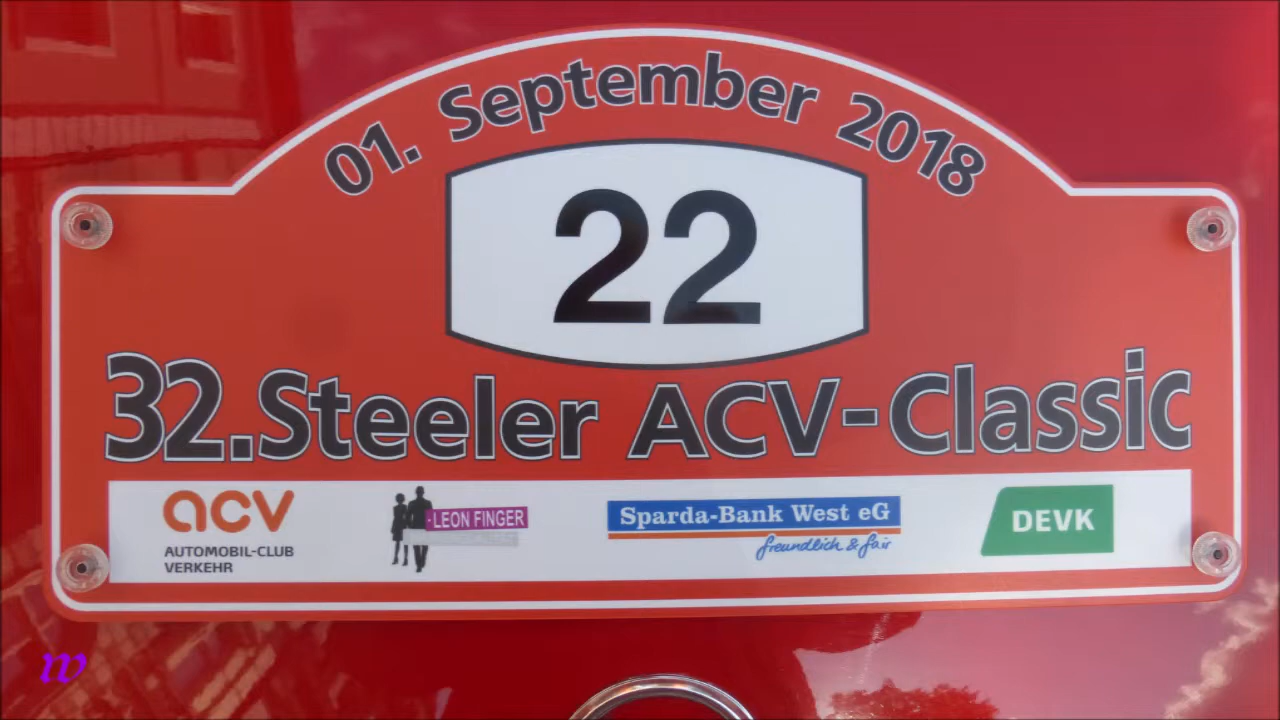 01. September 2018
22
32.Steeler ACV-Classic
acv
AUTOMOBIL-CLUB
VERKEHR
LEON FINGER
Sparda-Bank West eG
freundlich & fair
DEVK
w